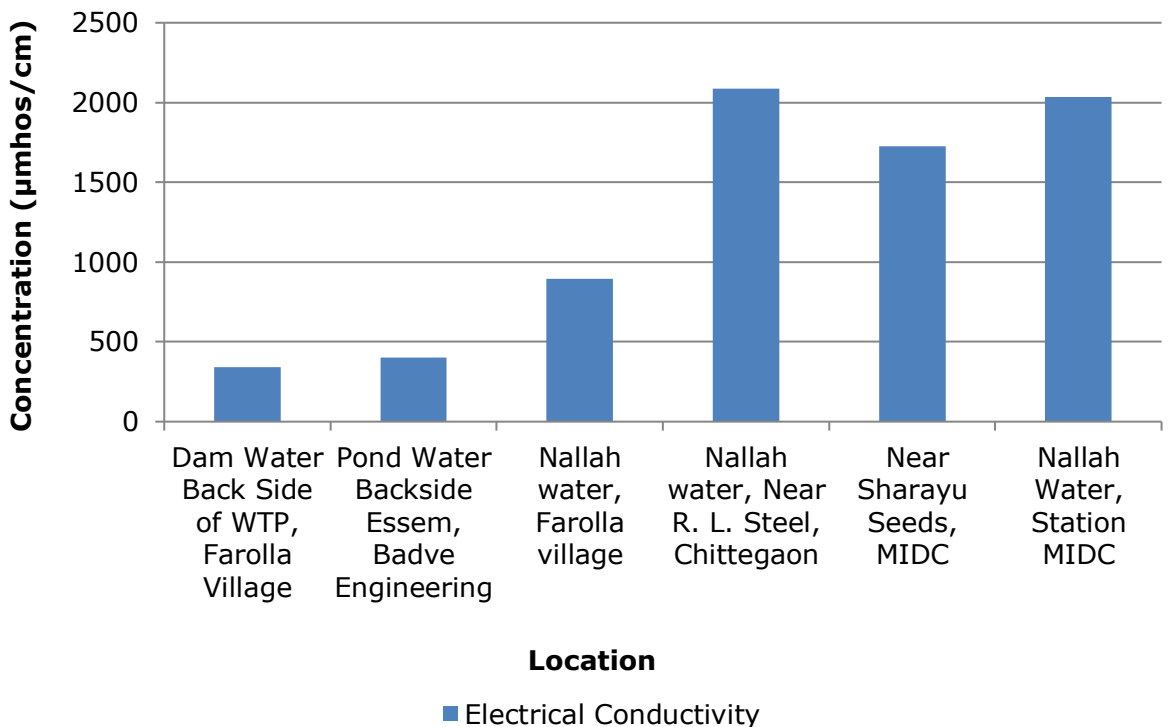 Concentration (µmhos/cm)
2500
2000
1500
1000
500
0
Dam Water
Back Side
of WTP,
Farolla
Village
Pond Water
Backside
Essem,
Badve
Engineering
Nallah
water,
Farolla
village
Nallah
water, Near
R. L. Steel,
Chittegaon
Near
Sharayu
Seeds,
MIDC
Nallah
Water,
Station
MIDC
Location
Electrical Conductivity